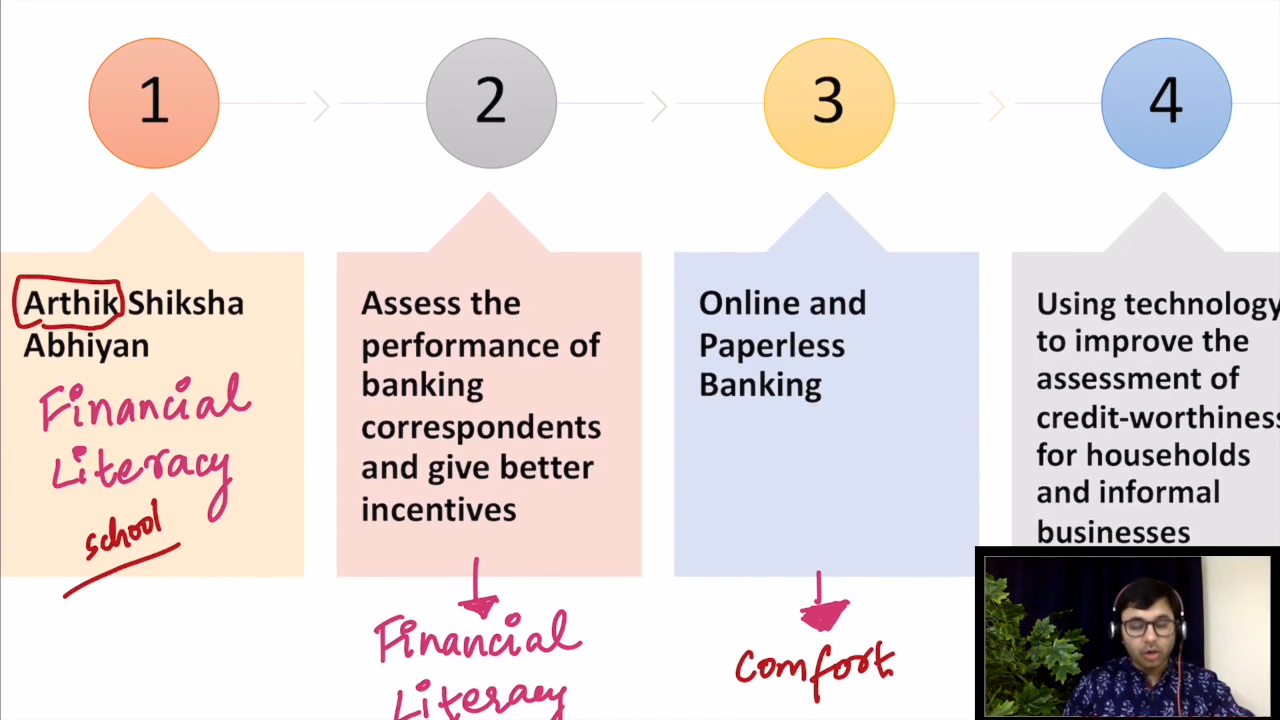 1
2
3
4
Arthik Shiksha
Abhiyan
Financial
Literacy
school
Assess the
performance of
banking
correspondents
and give better
incentives
Financial
Literacy
Online and
Paperless
Banking
Comfort
Using technology
to improve the
assessment of
credit-worthiness
for households
and informal
businesses